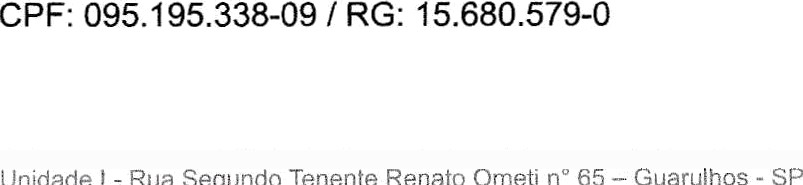 CPF: 095.195.338-09 / RG: 15.680.579-0
Unidade I - Rua Segundo Tenente Renato Ometi n° 65 – Guarulhos - SP